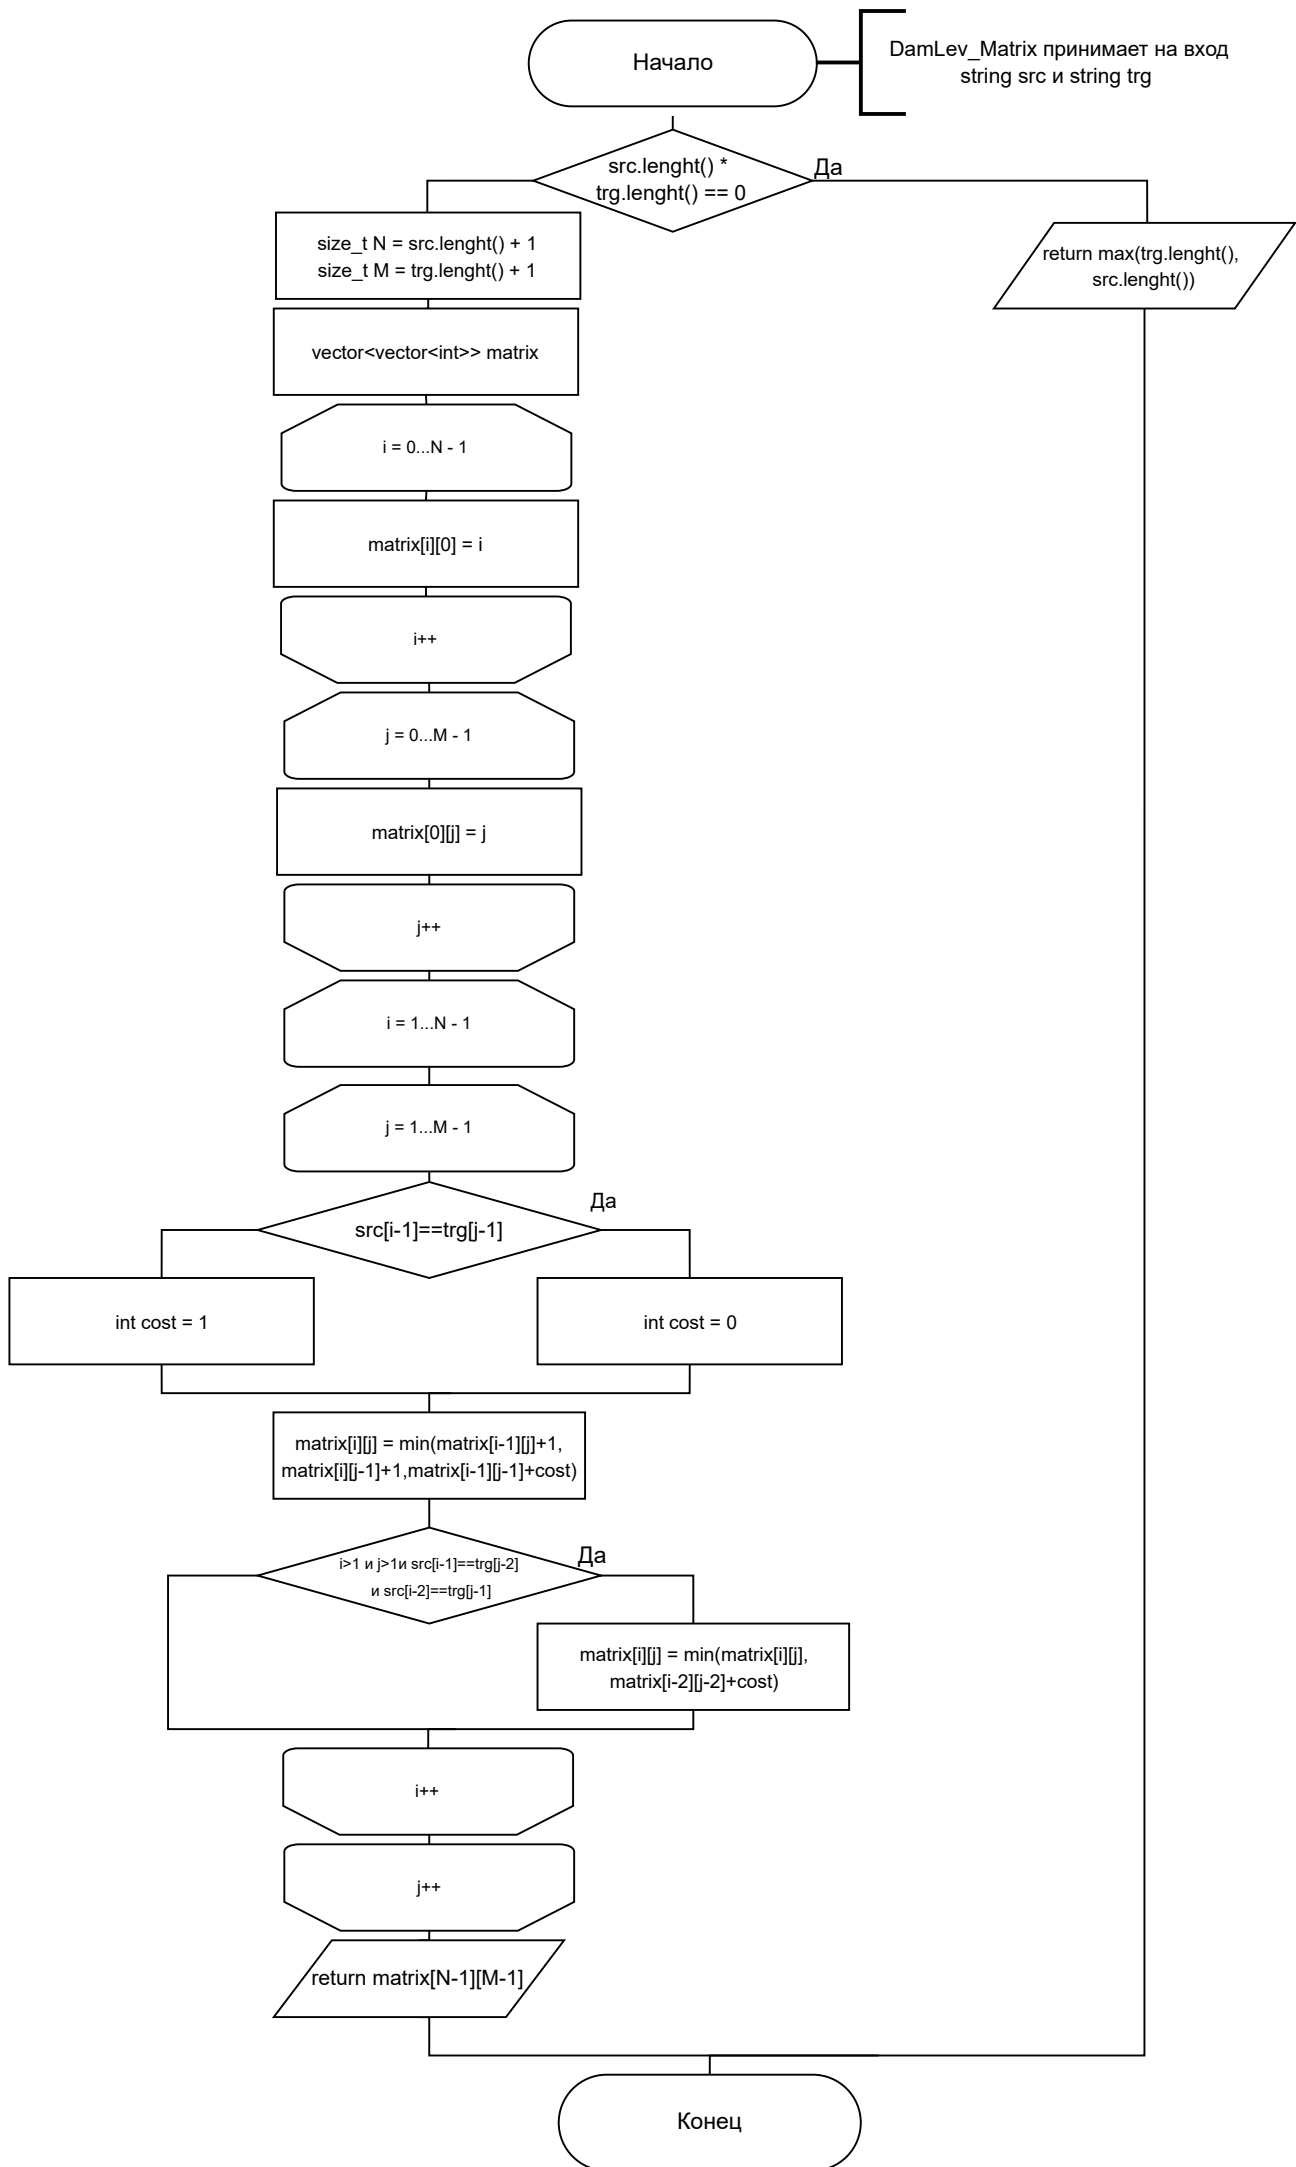 Начало
DamLev_Matrix принимает на вход
string src и string trg
src.lenght() *
trg.lenght() == 0
Да
size_t N = src.lenght() + 1
size_t M = trg.lenght() + 1
return max(trg.lenght(),
src.lenght())
vector<vector<int>> matrix
i = 0...N - 1
matrix[i][0] = i
i++
j = 0...M - 1
matrix[0][j] = j
j++
i = 1...N - 1
j = 1...M - 1
Да
src[i-1]==trg[j-1]
int cost = 1
int cost = 0
matrix[i][j] = min(matrix[i-1][j]+1,
matrix[i][j-1]+1,matrix[i-1][j-1]+cost)
Да
i>1 и j>1и src[i-1]==trg[j-2]
и src[i-2]==trg[j-1]
matrix[i][j] = min(matrix[i][j],
matrix[i-2][j-2]+cost)
i++
j++
return matrix[N-1][M-1]
Конец